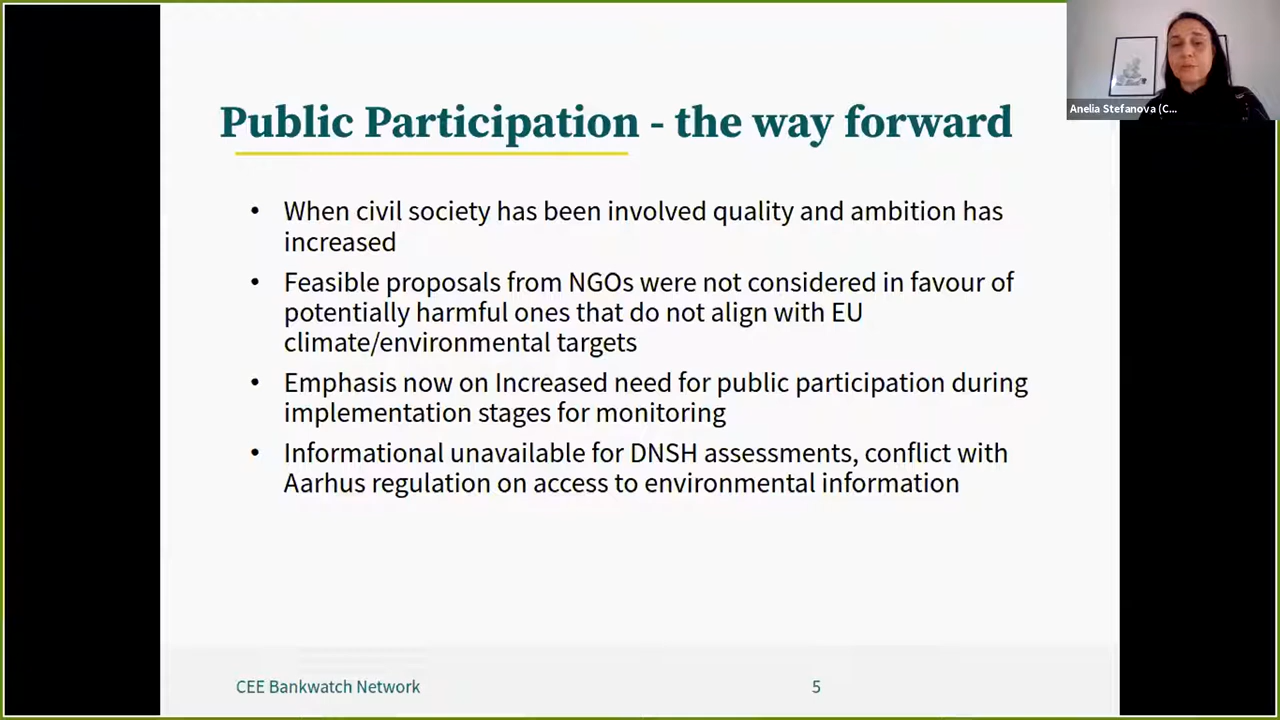 Anelia Stefanova (C...
Public Participation - the way forward
• When civil society has been involved quality and ambition has
increased
• Feasible proposals from NGOs were not considered in favour of
potentially harmful ones that do not align with EU
climate/environmental targets
• Emphasis now on Increased need for public participation during
implementation stages for monitoring
• Informational unavailable for DNSH assessments, conflict with
Aarhus regulation on access to environmental information
CEE Bankwatch Network
5